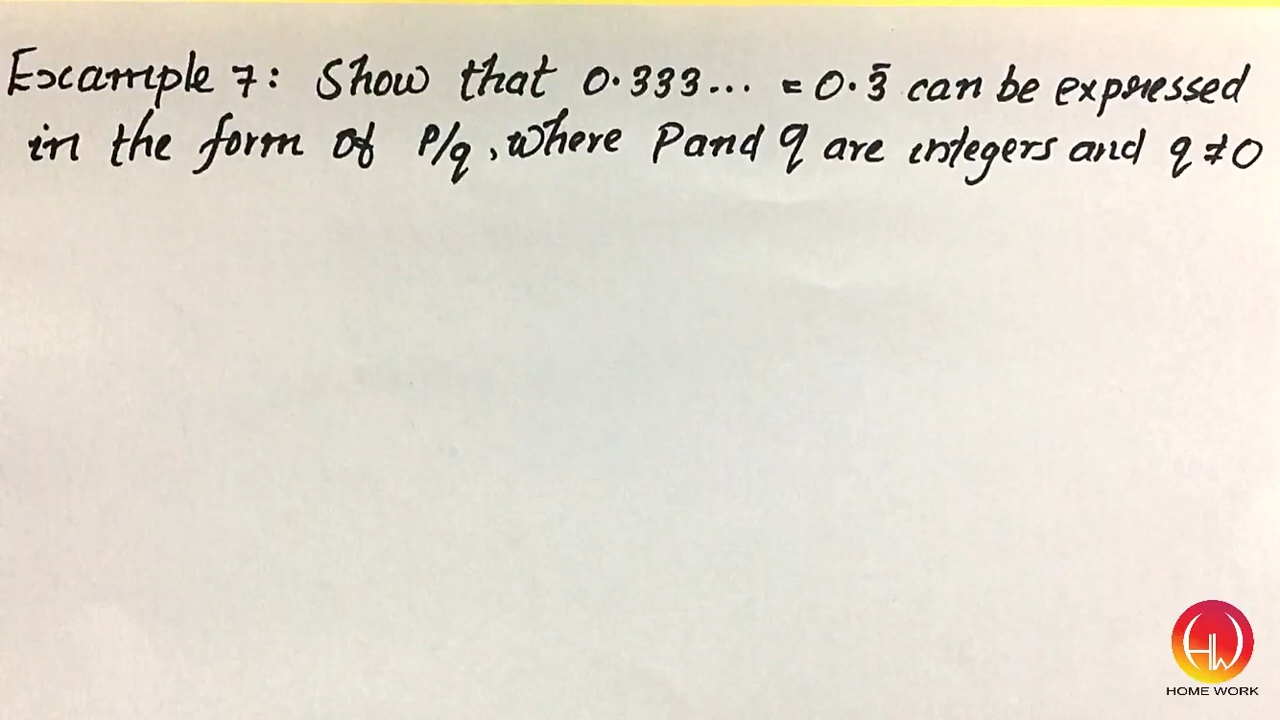 Example 7: Show that 0.333... = 0.3̅ can be expressed
in the form of P/q, where P and q are integers and q ≠ 0
HOME WORK